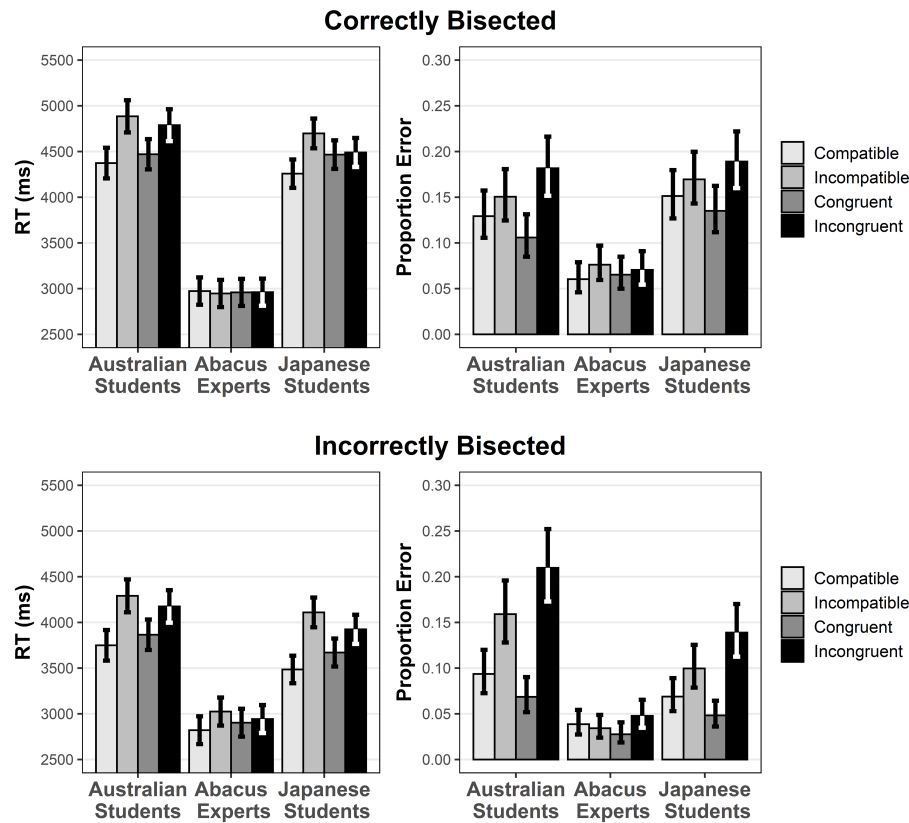 Correctly Bisected
RT (ms)
5500
5000
4500
4000
3500
3000
2500
Australian Abacus Japanese
Students Experts Students
Proportion Error
0.30
0.25
0.20
0.15
0.10
0.05
0.00
Australian Abacus Japanese
Students Experts Students
Compatible
Incompatible
Congruent
Incongruent
Incorrectly Bisected
RT (ms)
5500
5000
4500
4000
3500
3000
2500
Australian Abacus Japanese
Students Experts Students
Proportion Error
0.30
0.25
0.20
0.15
0.10
0.05
0.00
Australian Abacus Japanese
Students Experts Students
Compatible
Incompatible
Congruent
Incongruent